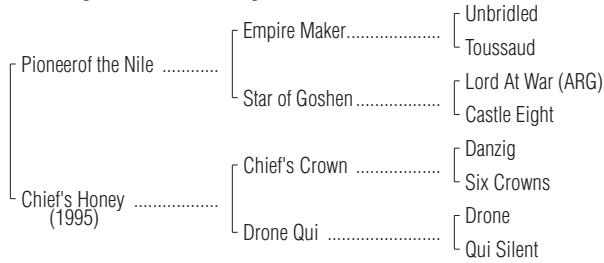 Unbridled
Empire Maker....................
Toussaud
Pioneerof the Nile ............
Lord At War (ARG)
Star of Goshen ..................
Castle Eight
Danzig
Chief's Crown ..................
Six Crowns
Chief's Honey ..................
(1995)
Drone
Drone Qui ........................
Qui Silent